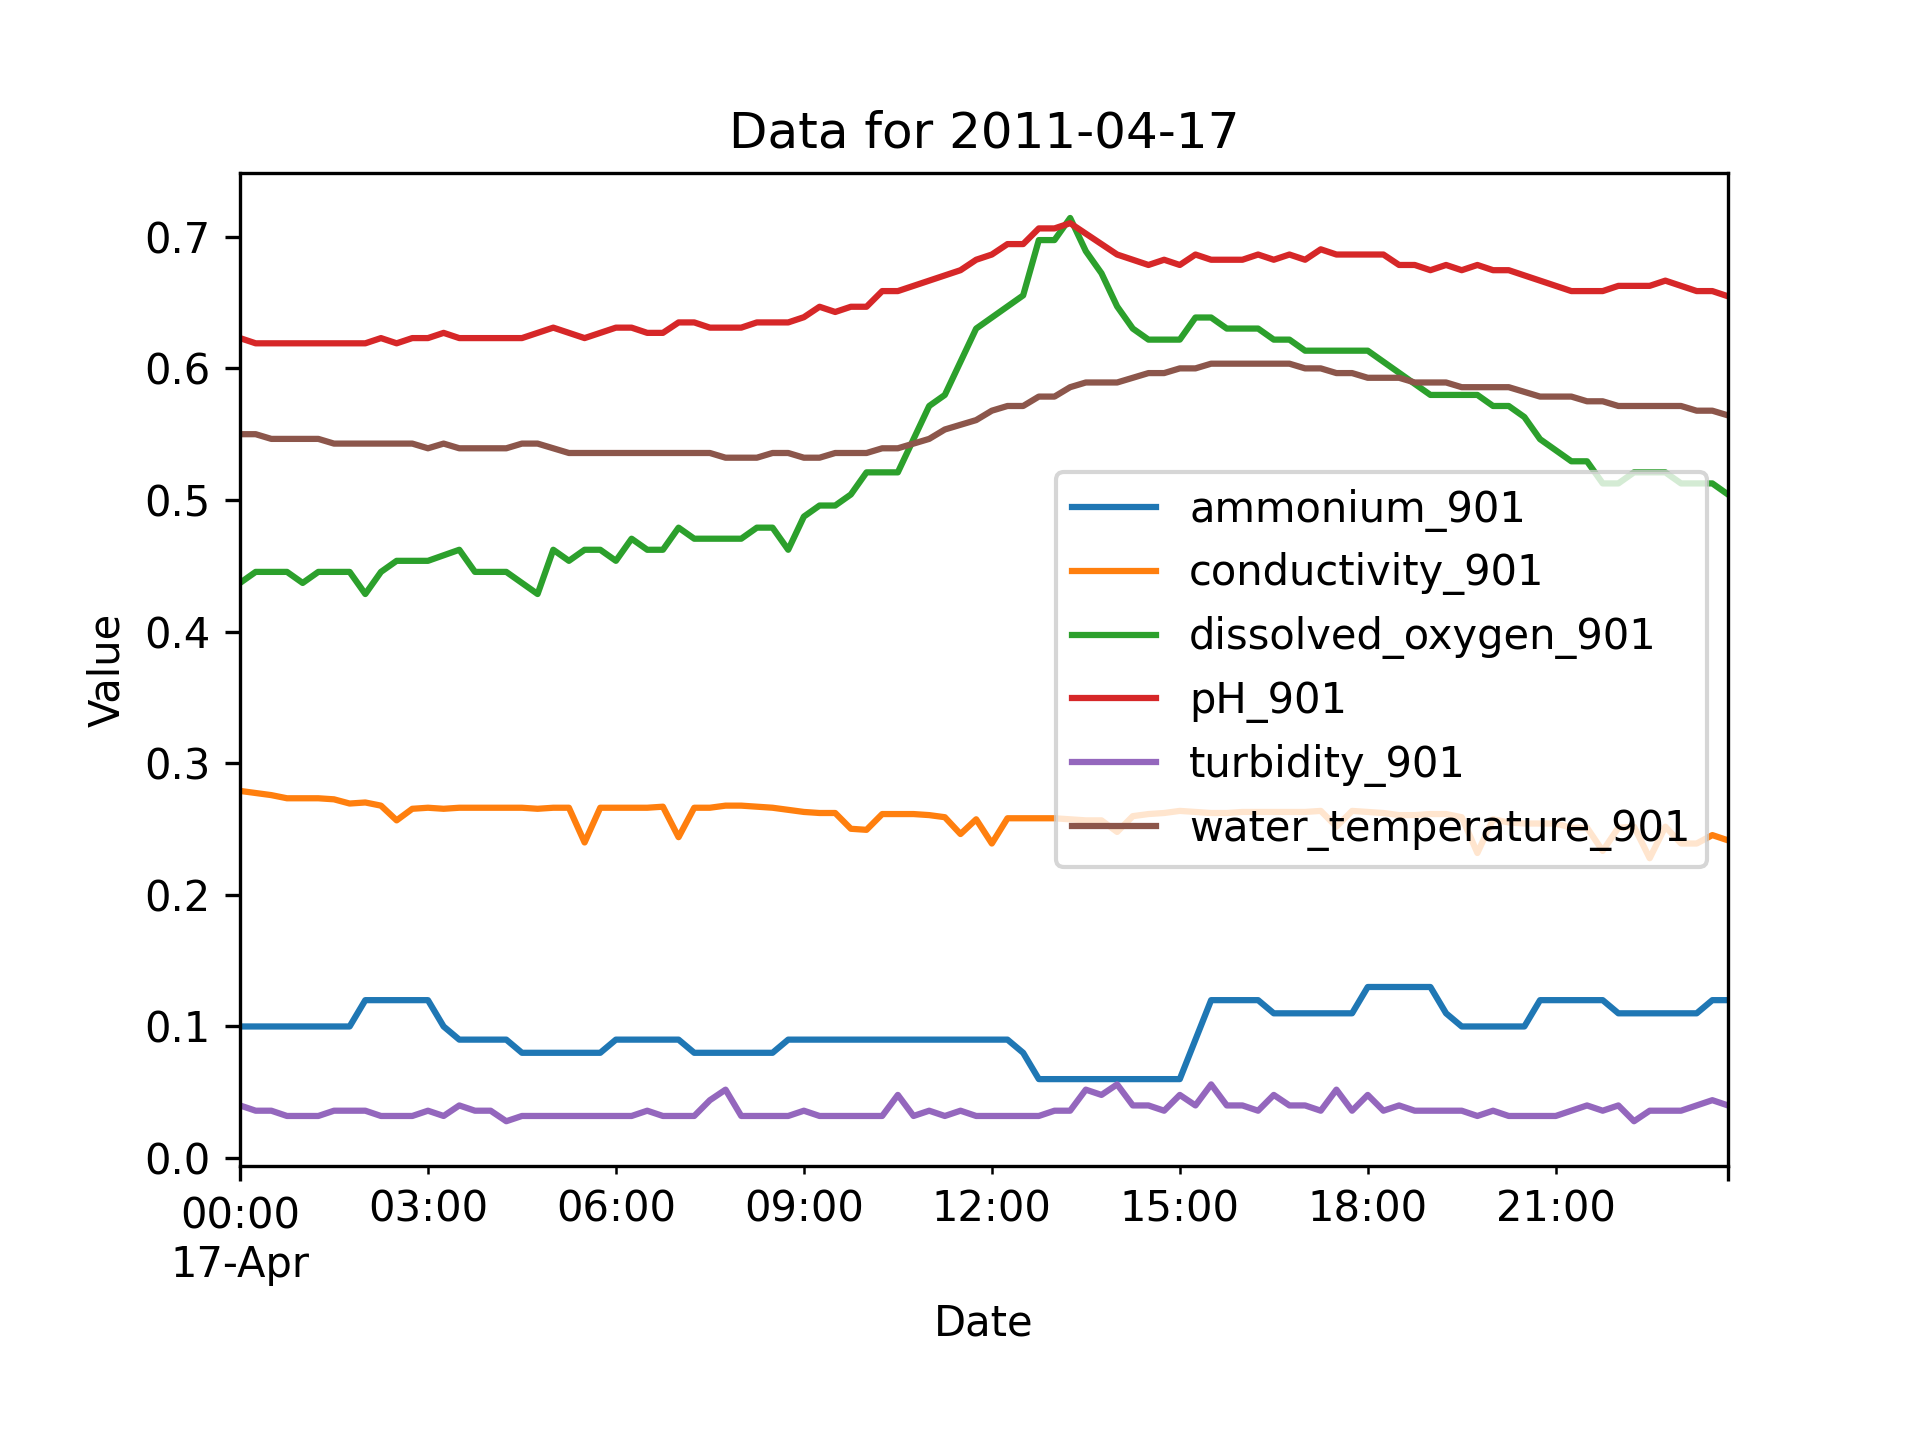 Data for 2011-04-17
Value
0.7
0.6
0.5
0.4
0.3
0.2
0.1
0.0
ammonium_901
conductivity_901
dissolved_oxygen_901
pH_901
turbidity_901
water_temperature_901
00:00 03:00 06:00 09:00 12:00 15:00 18:00 21:00
17-Apr
Date